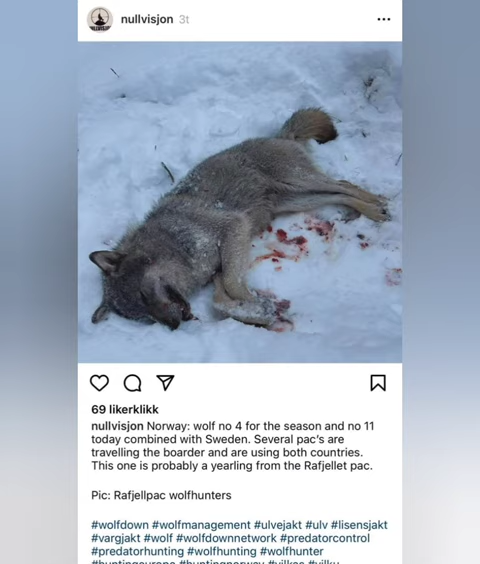 nullvisjon 3t
69 likerklikk
nullvisjon Norway: wolf no 4 for the season and no 11
today combined with Sweden. Several pac's are
travelling the boarder and are using both countries.
This one is probably a yearling from the Rafjellet pac.
Pic: Rafjellpac wolfhunters
#wolfdown #wolfmanagement #ulvejakt #ulv #lisensjakt
#vargjakt #wolf #wolfdownnetwork #predatorcontrol
#predatorhunting #wolfhunting #wolfhunter